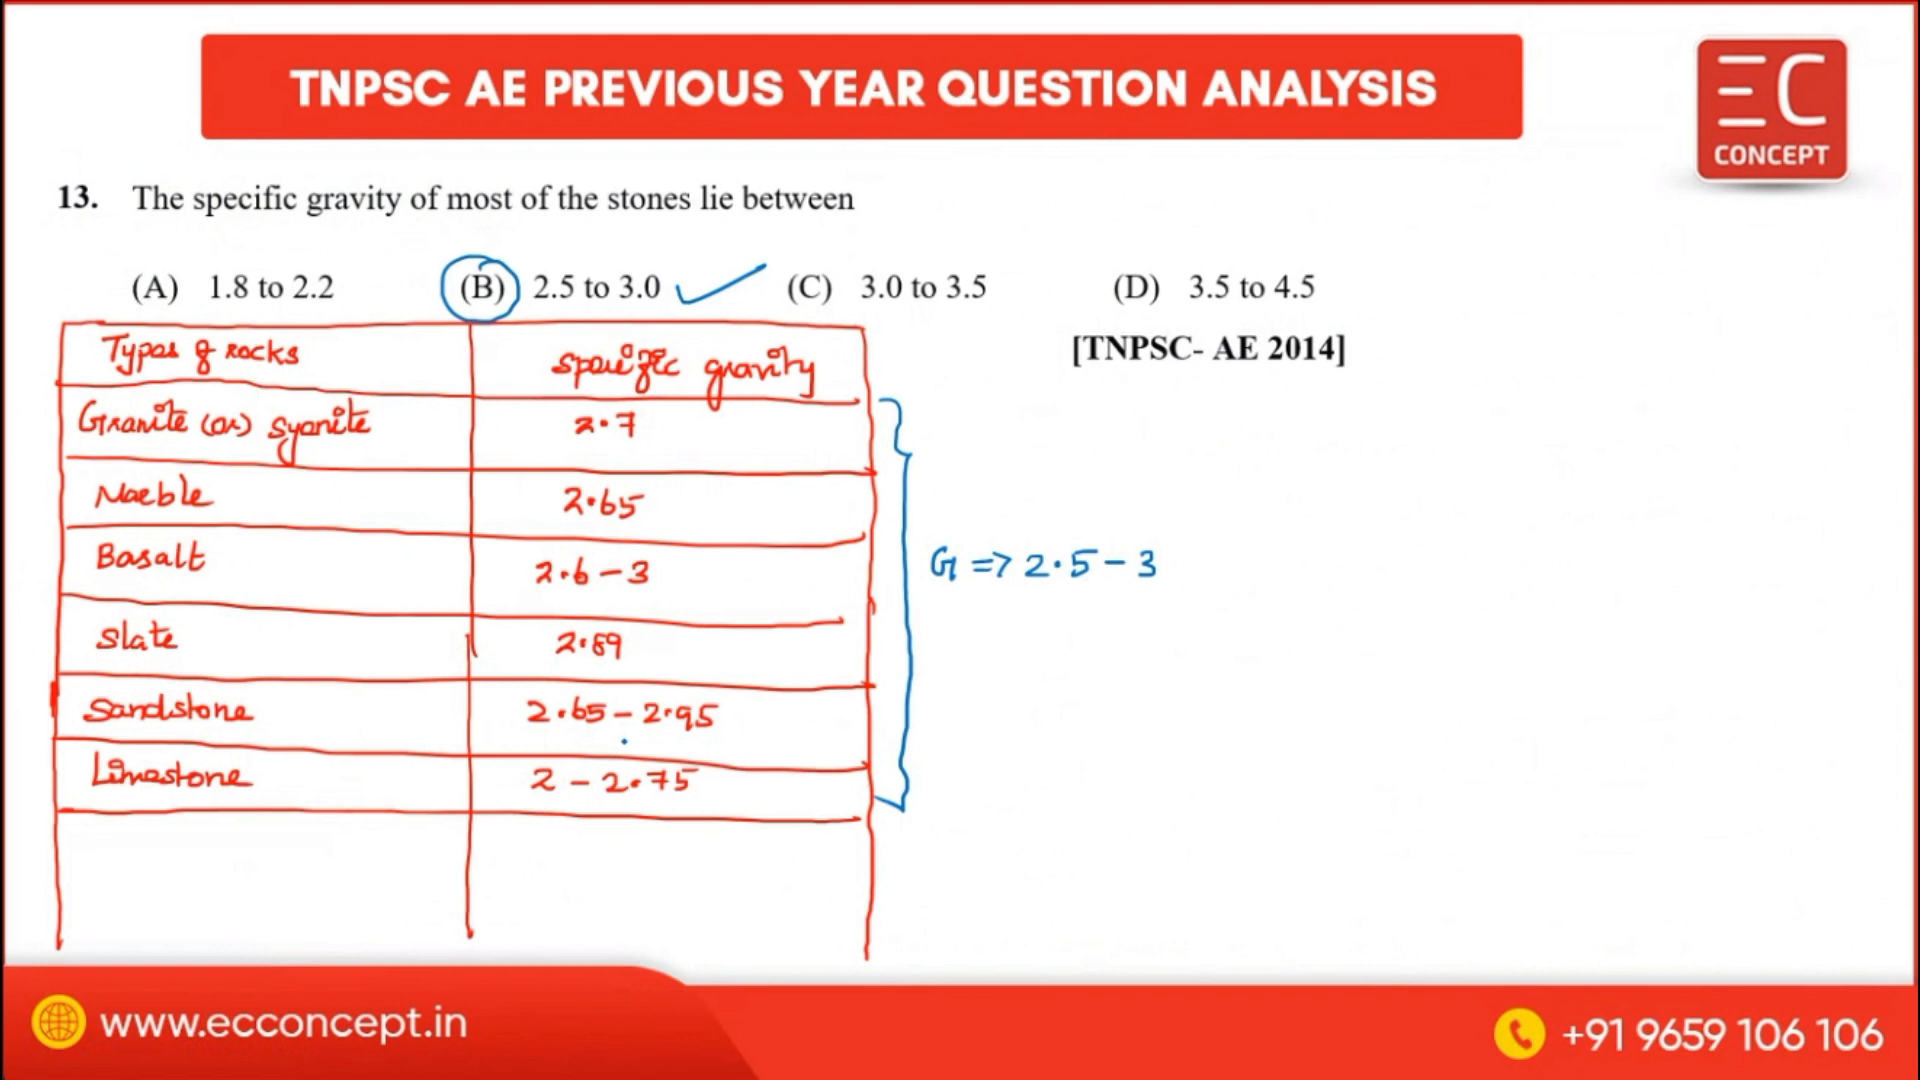 TNPSC AE PREVIOUS YEAR QUESTION ANALYSIS
EC
CONCEPT
13. The specific gravity of most of the stones lie between
(A) 1.8 to 2.2 (B) 2.5 to 3.0 (C) 3.0 to 3.5 (D) 3.5 to 4.5
[TNPSC- AE 2014]
Types of rocks specific gravity
Granite (or) Syanite 2.7
Marble 2.65
Basalt 2.6 - 3
Slate 2.89
Sandstone 2.65 - 2.95
Limestone 2 - 2.75
G => 2.5 - 3
www.ecconcept.in
+91 9659 106 106